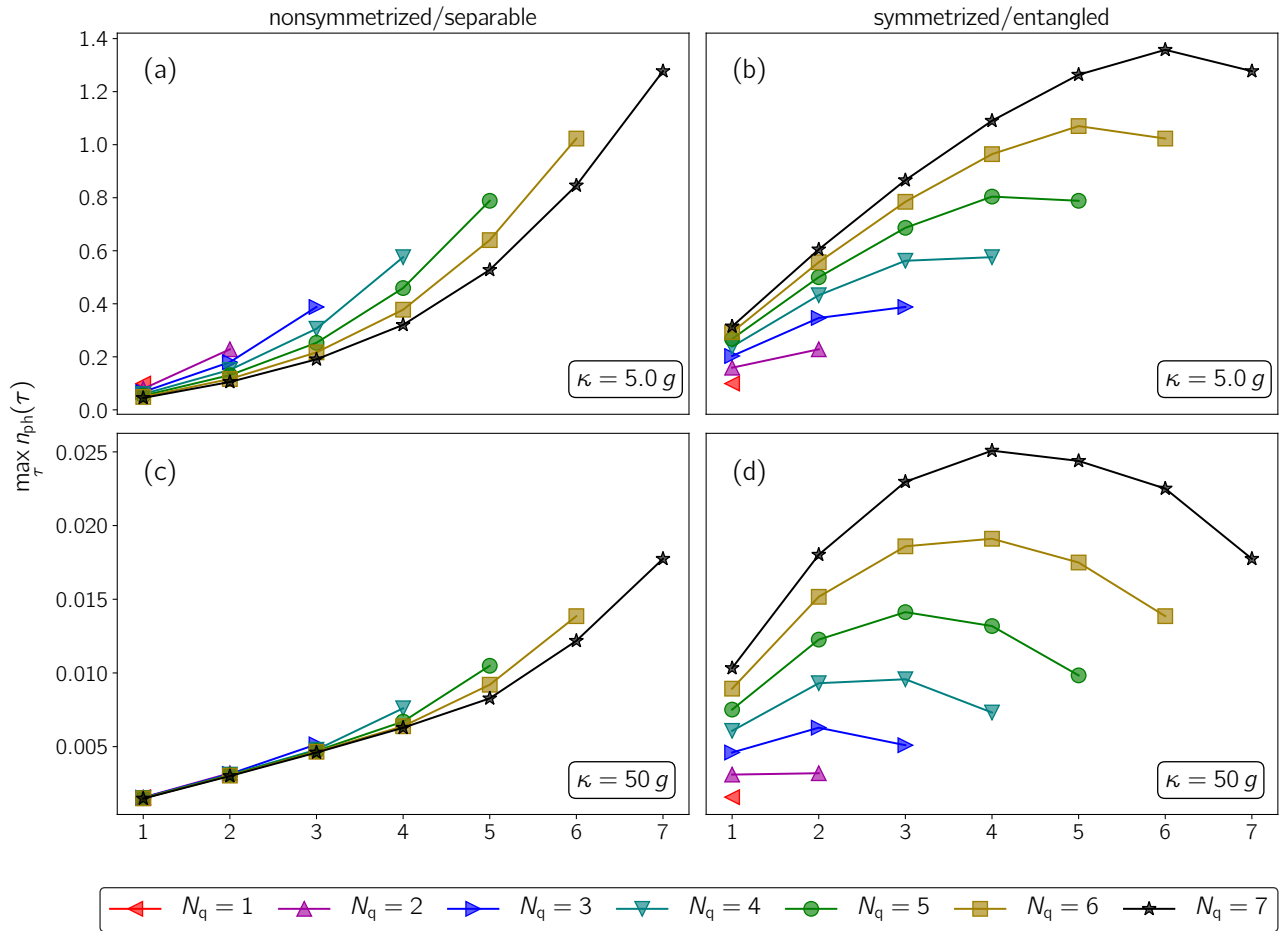 nonsymmetrized/separable
symmetrized/entangled
(a)
(b)
1.4
1.2
1.0
0.8
0.6
0.4
0.2
0.0
κ = 5.0 g
κ = 5.0 g
max n_ph(τ)
τ
(c)
(d)
0.025
0.020
0.015
0.010
0.005
κ = 50 g
κ = 50 g
1 2 3 4 5 6 7
1 2 3 4 5 6 7
N_q = 1 N_q = 2 N_q = 3 N_q = 4 N_q = 5 N_q = 6 N_q = 7